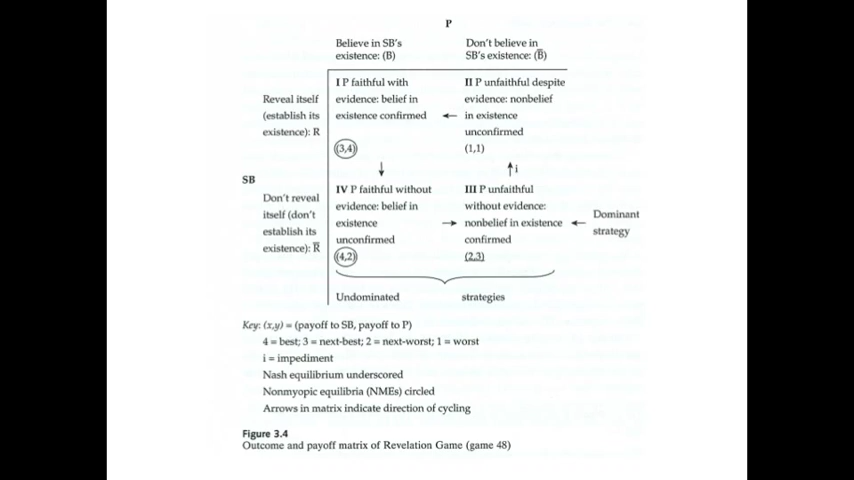 P
Believe in SB's
existence: (B)
Don't believe in
SB's existence: (B̅)
Reveal itself
(establish its
existence): R
I P faithful with
evidence: belief in
existence confirmed
(3,4)
←
II P unfaithful despite
evidence: nonbelief
in existence
unconfirmed
(1,1)
↓
↑ i
SB
Don't reveal
itself (don't
establish its
existence): R̅
IV P faithful without
evidence: belief in
existence
unconfirmed
(4,2)
→
III P unfaithful
without evidence:
nonbelief in existence
confirmed
(2,3)
← Dominant
strategy
Undominated strategies
Key: (x,y) = (payoff to SB, payoff to P)
4 = best; 3 = next-best; 2 = next-worst; 1 = worst
i = impediment
Nash equilibrium underscored
Nonmyopic equilibria (NMEs) circled
Arrows in matrix indicate direction of cycling
Figure 3.4
Outcome and payoff matrix of Revelation Game (game 48)